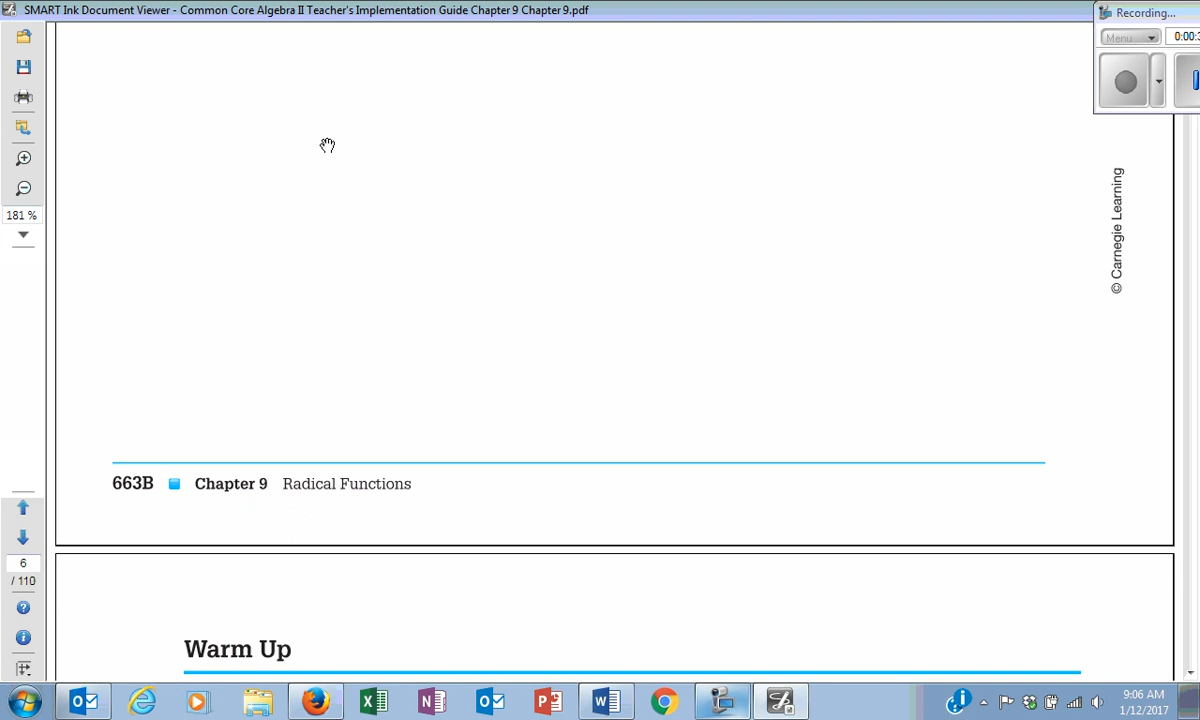 SMART Ink Document Viewer - Common Core Algebra II Teacher's Implementation Guide Chapter 9 Chapter 9.pdf
Recording...
Menu
181 %
© Carnegie Learning
663B Chapter 9 Radical Functions
6
/ 110
Warm Up
9:06 AM
1/12/2017